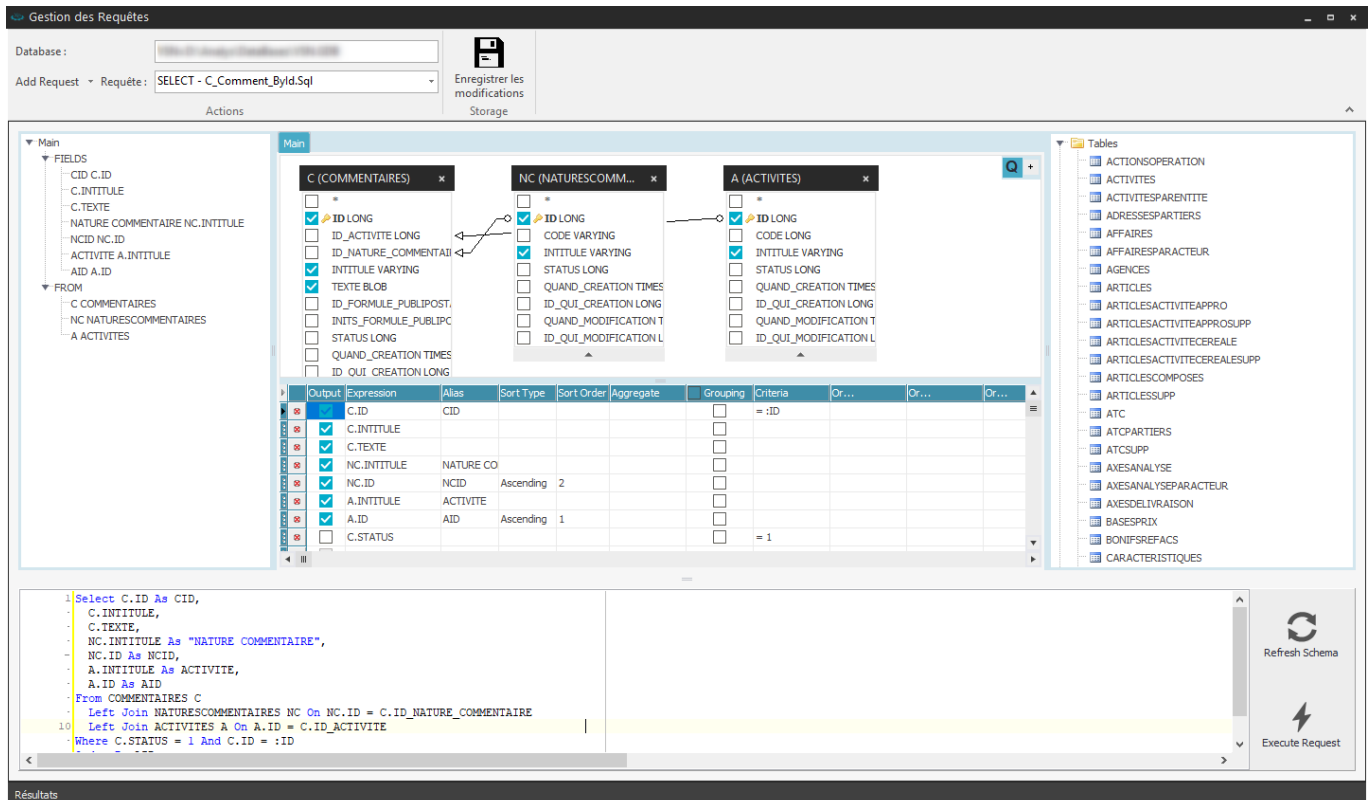 Gestion des Requêtes
Database :
Add Request Requête : SELECT - C_Comment_ById.Sql
Enregistrer les
modifications
Actions
Storage
Main
FIELDS
CID C.ID
C.INTITULE
C.TEXTE
NATURE COMMENTAIRE NC.INTITULE
NCID NC.ID
ACTIVITE A.INTITULE
AID A.ID
FROM
C COMMENTAIRES
NC NATURESCOMMENTAIRES
A ACTIVITES
Main
Q +
C (COMMENTAIRES) ×
*
ID LONG
ID_ACTIVITE LONG
ID_NATURE_COMMENTAI
INTITULE VARYING
TEXTE BLOB
ID_FORMULE_PUBLIPOST
INITS_FORMULE_PUBLIPC
STATUS LONG
QUAND_CREATION TIMES
ID_QUI_CREATION LONG
NC (NATURESCOMM... ×
*
ID LONG
CODE VARYING
INTITULE VARYING
STATUS LONG
QUAND_CREATION TIMES
ID_QUI_CREATION LONG
QUAND_MODIFICATION T
ID_QUI_MODIFICATION L
A (ACTIVITES) ×
*
ID LONG
CODE LONG
INTITULE VARYING
STATUS LONG
QUAND_CREATION TIMES
ID_QUI_CREATION LONG
QUAND_MODIFICATION T
ID_QUI_MODIFICATION L
Output Expression Alias Sort Type Sort Order Aggregate Grouping Criteria Or... Or... Or...
C.ID CID = :ID
C.INTITULE
C.TEXTE
NC.INTITULE NATURE CO
NC.ID NCID Ascending 2
A.INTITULE ACTIVITE
A.ID AID Ascending 1
C.STATUS = 1
Tables
ACTIONSOPERATION
ACTIVITES
ACTIVITESPARENTITE
ADRESSESPARTIERS
AFFAIRES
AFFAIRESPARACTEUR
AGENCES
ARTICLES
ARTICLESACTIVITEAPPRO
ARTICLESACTIVITEAPPROSUPP
ARTICLESACTIVITECEREALE
ARTICLESACTIVITECEREALESUPP
ARTICLESCOMPOSES
ARTICLESSUPP
ATC
ATCPARTIERS
ATCSUPP
AXESANALYSE
AXESANALYSEPARACTEUR
AXESDELIVRAISON
BASESPRIX
BONIFSREFACS
CARACTERISTIQUES
1 Select C.ID As CID,
C.INTITULE,
C.TEXTE,
NC.INTITULE As "NATURE COMMENTAIRE",
NC.ID As NCID,
A.INTITULE As ACTIVITE,
A.ID As AID
From COMMENTAIRES C
Left Join NATURESCOMMENTAIRES NC On NC.ID = C.ID_NATURE_COMMENTAIRE
10 Left Join ACTIVITES A On A.ID = C.ID_ACTIVITE
Where C.STATUS = 1 And C.ID = :ID
Refresh Schema
Execute Request
Résultats